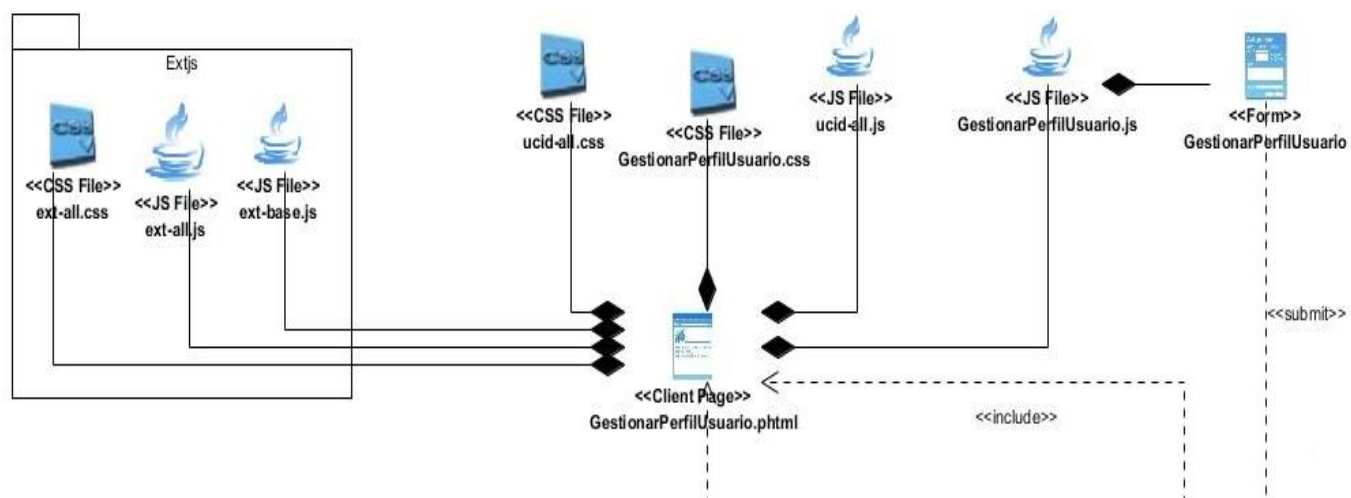 Extjs
<<CSS File>>
ext-all.css
<<JS File>>
ext-all.js
<<JS File>>
ext-base.js
CSS
<<CSS File>>
ucid-all.css
CSS
<<CSS File>>
GestionarPerfilUsuario.css
<<JS File>>
ucid-all.js
<<JS File>>
GestionarPerfilUsuario.js
<<Form>>
GestionarPerfilUsuario
<<submit>>
<<Client Page>>
GestionarPerfilUsuario.phtml
<<include>>